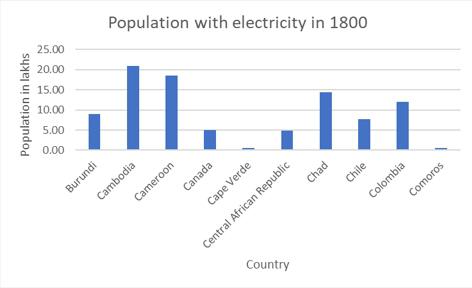 Population with electricity in 1800
Population in lakhs
25.00
20.00
15.00
10.00
5.00
0.00
Burundi
Cambodia
Cameroon
Canada
Cape Verde
Central African Republic
Chad
Chile
Colombia
Comoros
Country